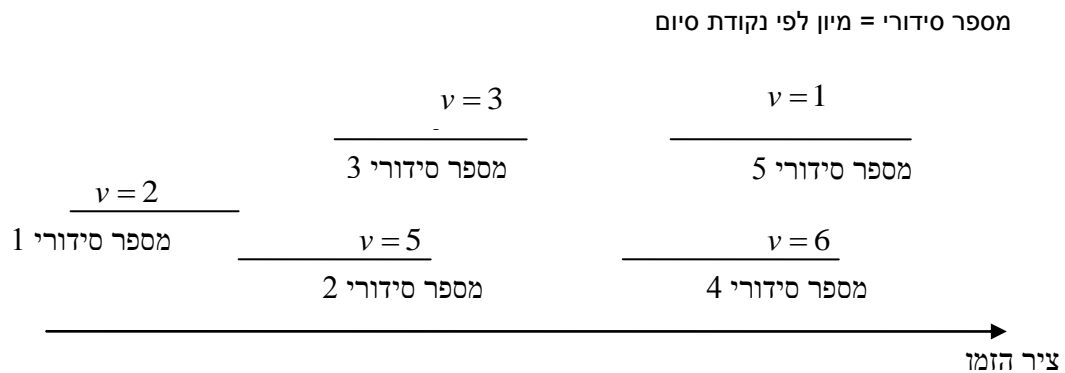 מספר סידורי = מיון לפי נקודת סיום
v = 3
v = 1
מספר סידורי 3
מספר סידורי 5
v = 2
מספר סידורי 1
v = 5
v = 6
מספר סידורי 2
מספר סידורי 4
ציר הזמן